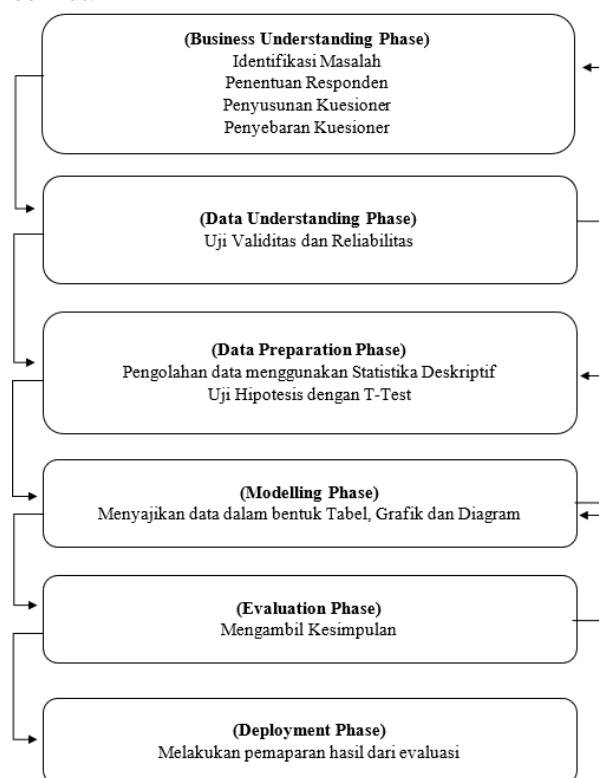 (Business Understanding Phase)
Identifikasi Masalah
Penentuan Responden
Penyusunan Kuesioner
Penyebaran Kuesioner
(Data Understanding Phase)
Uji Validitas dan Reliabilitas
(Data Preparation Phase)
Pengolahan data menggunakan Statistika Deskriptif
Uji Hipotesis dengan T-Test
(Modelling Phase)
Menyajikan data dalam bentuk Tabel, Grafik dan Diagram
(Evaluation Phase)
Mengambil Kesimpulan
(Deployment Phase)
Melakukan pemaparan hasil dari evaluasi